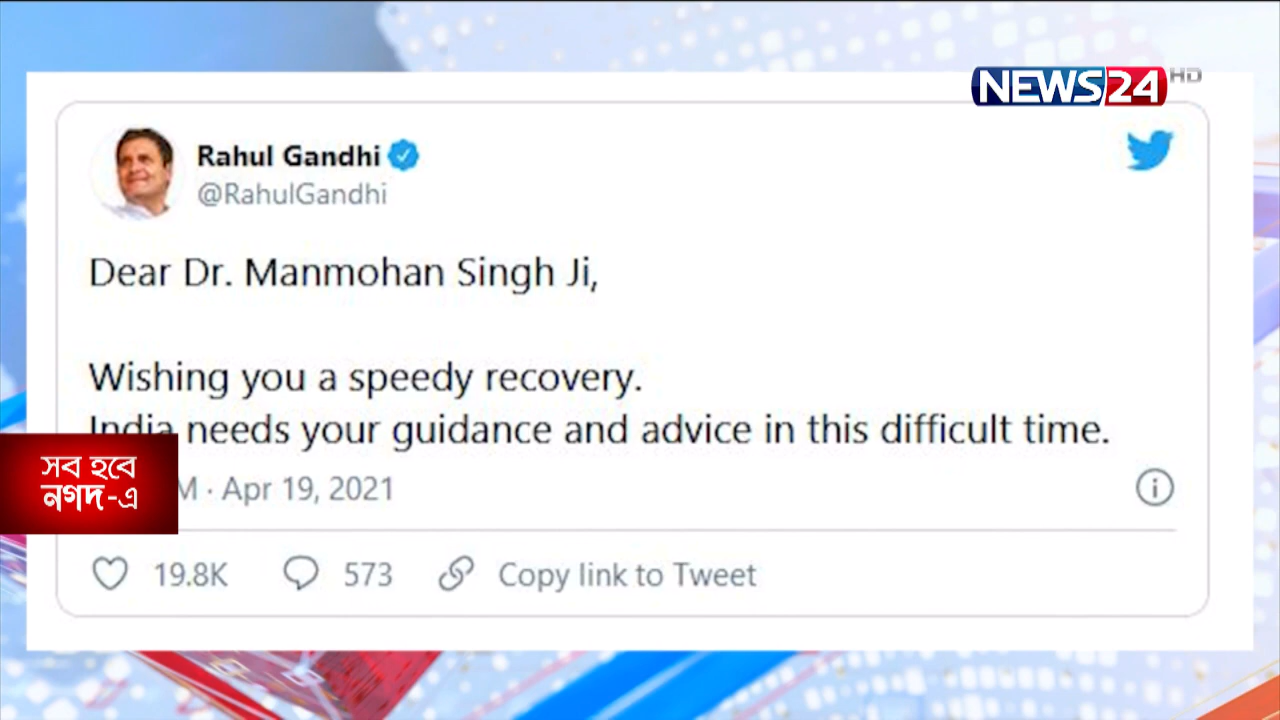 NEWS24 HD
Rahul Gandhi
@RahulGandhi
Dear Dr. Manmohan Singh Ji,
Wishing you a speedy recovery.
India needs your guidance and advice in this difficult time.
সব হবে
নগদ-এ
M · Apr 19, 2021
19.8K 573 Copy link to Tweet